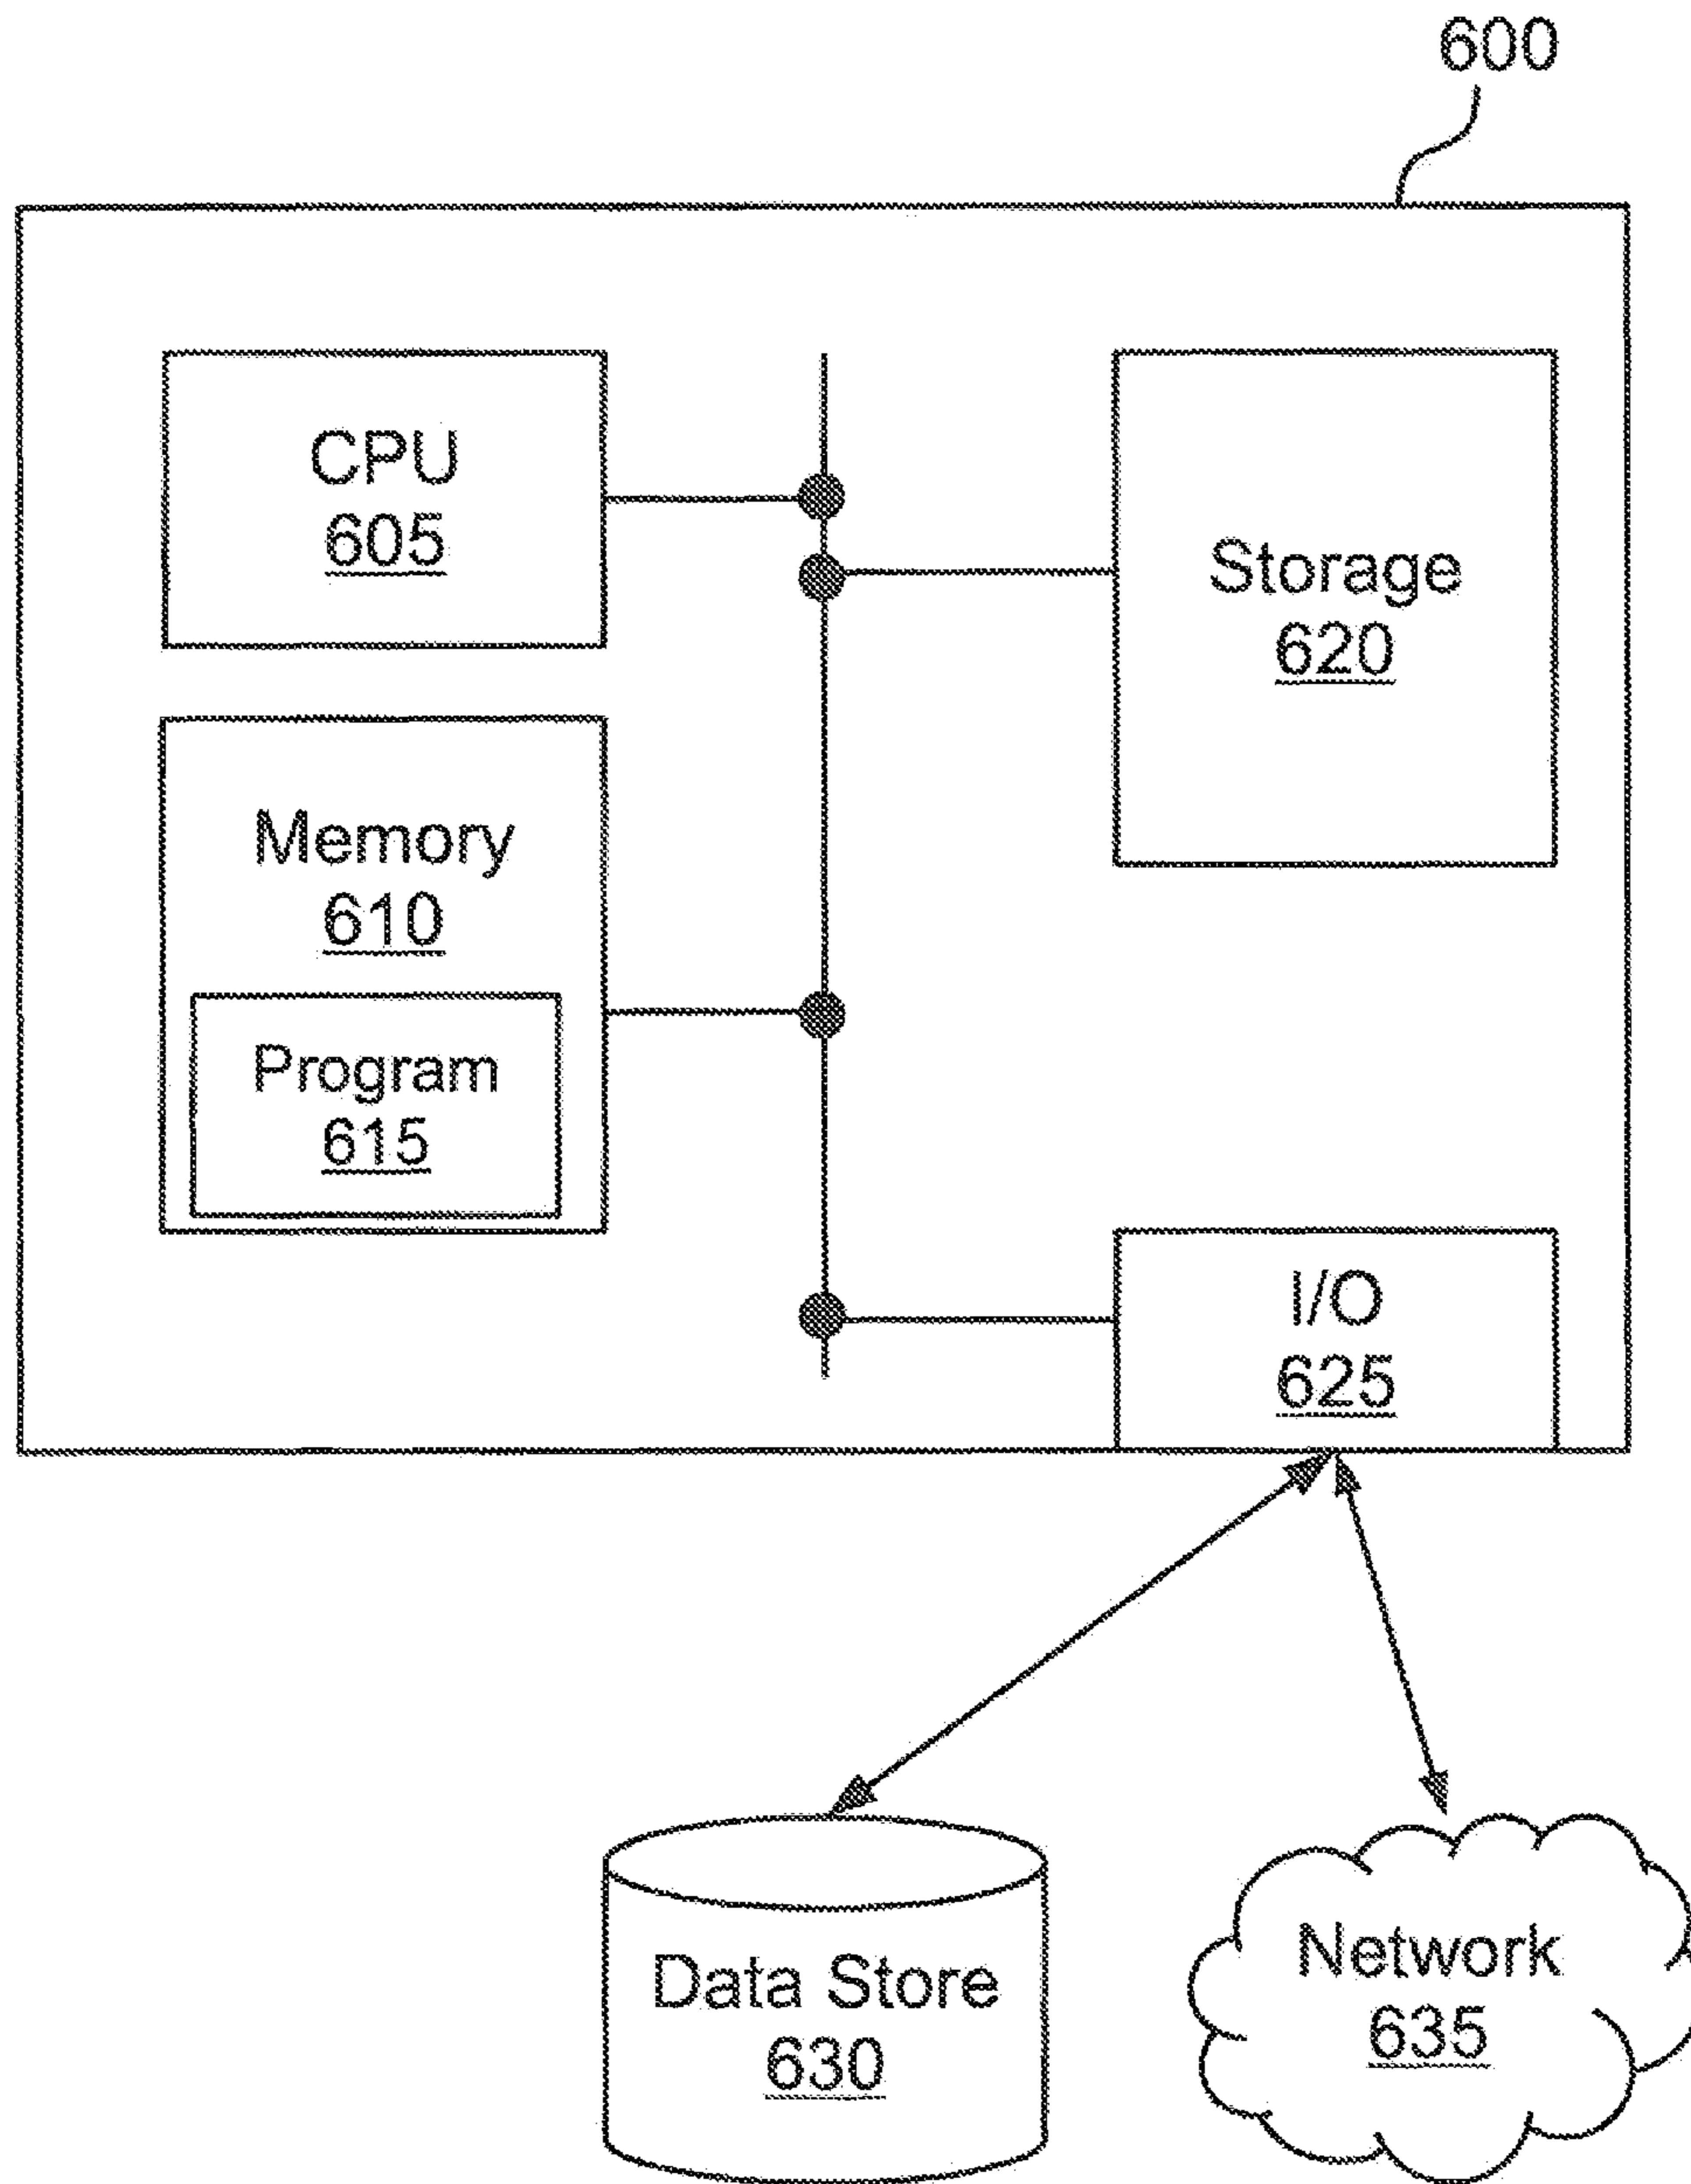 600
CPU
605
Storage
620
Memory
610
Program
615
I/O
625
Data Store
630
Network
635